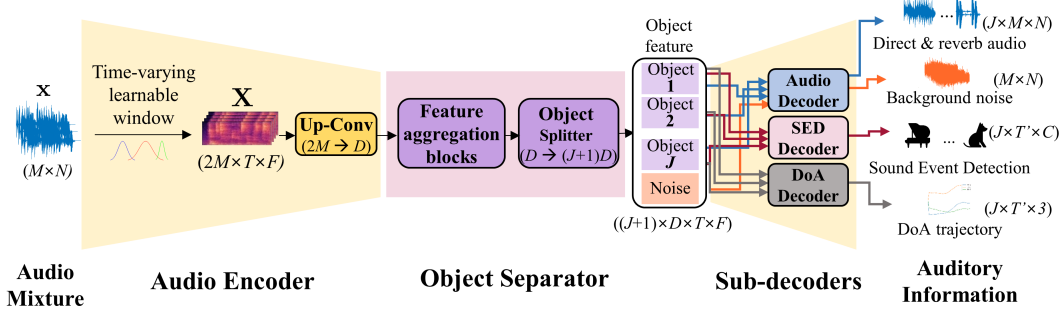 x
(M×N)
Audio
Mixture
Time-varying
learnable
window
X
(2M×T×F)
Up-Conv
(2M → D)
Audio Encoder
Feature
aggregation
blocks
Object
Splitter
(D → (J+1)D)
Object Separator
Object
feature
Object
1
Object
2
Object
J
Noise
((J+1)×D×T×F)
Audio
Decoder
SED
Decoder
DoA
Decoder
Sub-decoders
... (J×M×N)
Direct & reverb audio
(M×N)
Background noise
... (J×T’×C)
Sound Event Detection
(J×T’×3)
DoA trajectory
Auditory
Information